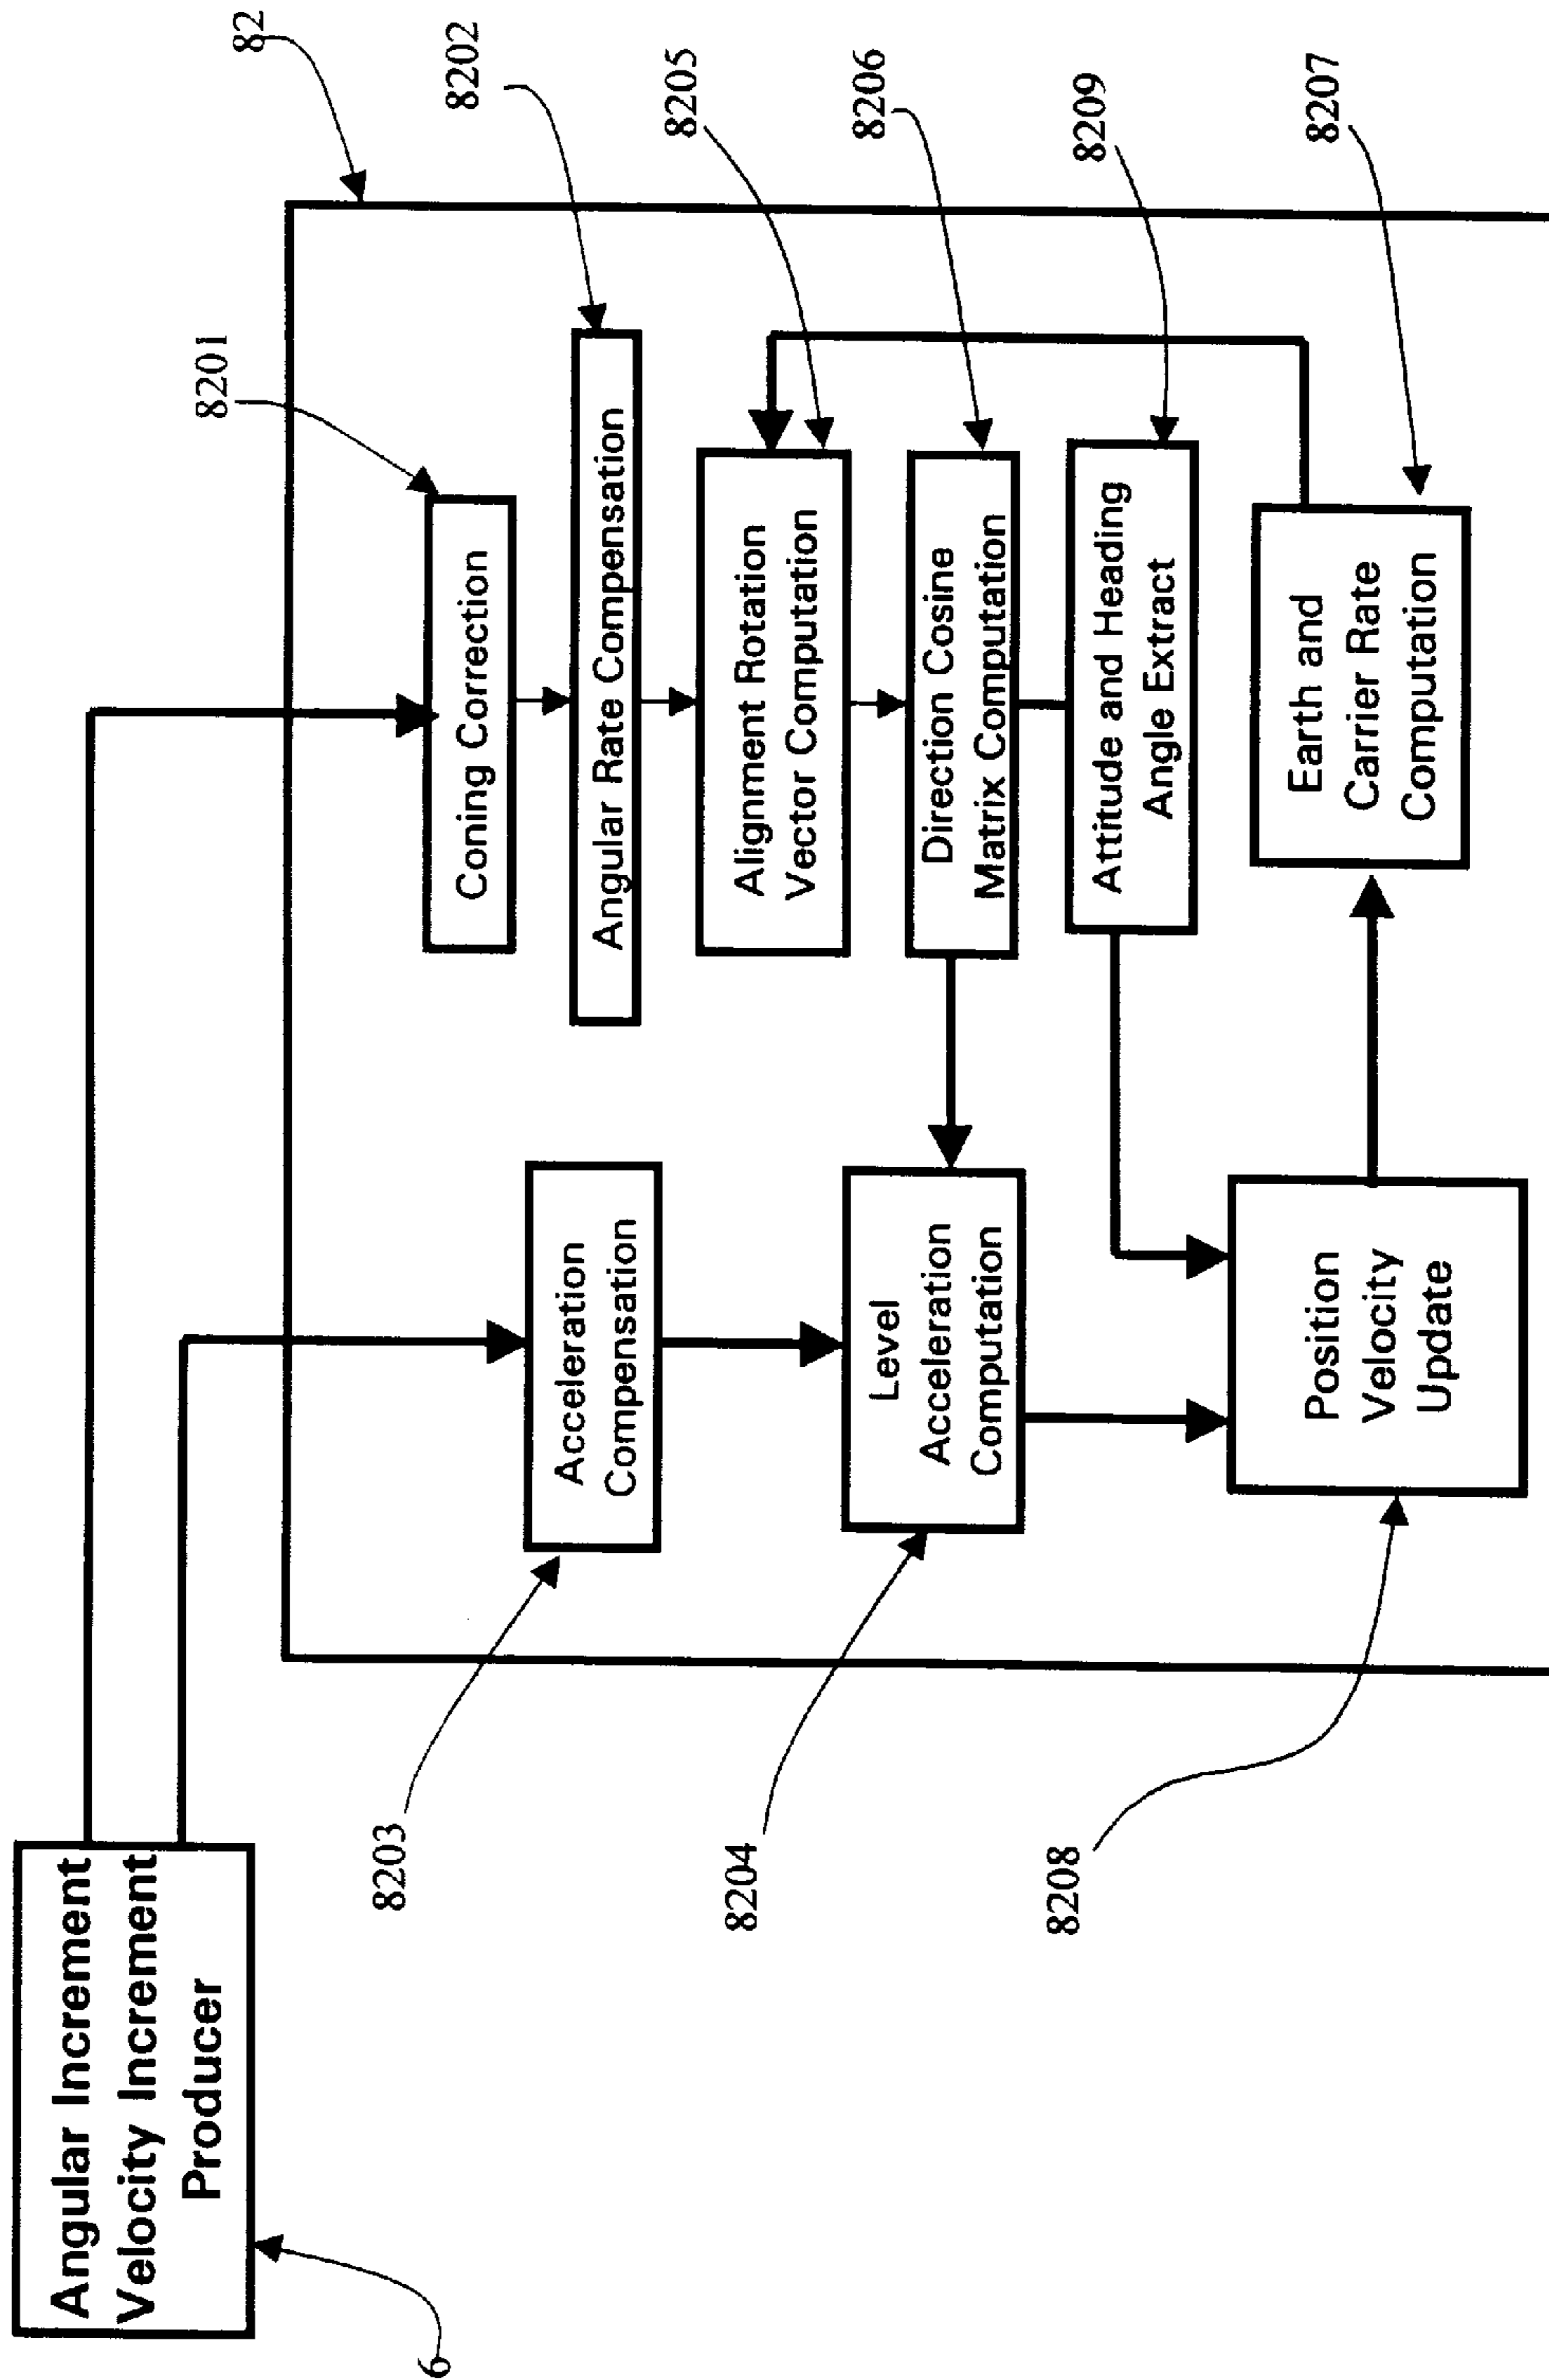 Angular Increment
Velocity Increment
Producer
6
82
8201
Coning Correction
8202
Angular Rate Compensation
8203
Acceleration
Compensation
8205
Alignment Rotation
Vector Computation
8204
Level
Acceleration
Computation
8206
Direction Cosine
Matrix Computation
8209
Attitude and Heading
Angle Extract
8208
Position
Velocity
Update
8207
Earth and
Carrier Rate
Computation